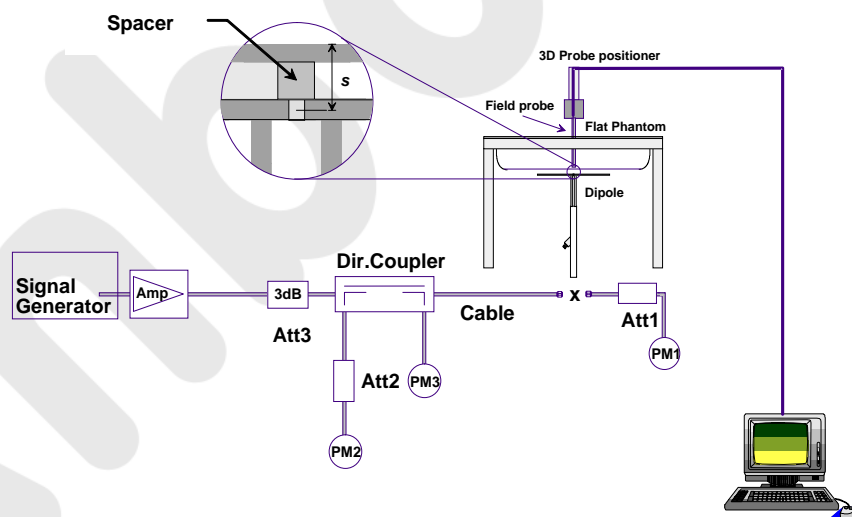 Spacer
s
3D Probe positioner
Field probe
Flat Phantom
Dipole
Dir.Coupler
Signal
Generator
Amp
3dB
Att3
Cable
x
Att1
PM1
Att2
PM3
PM2